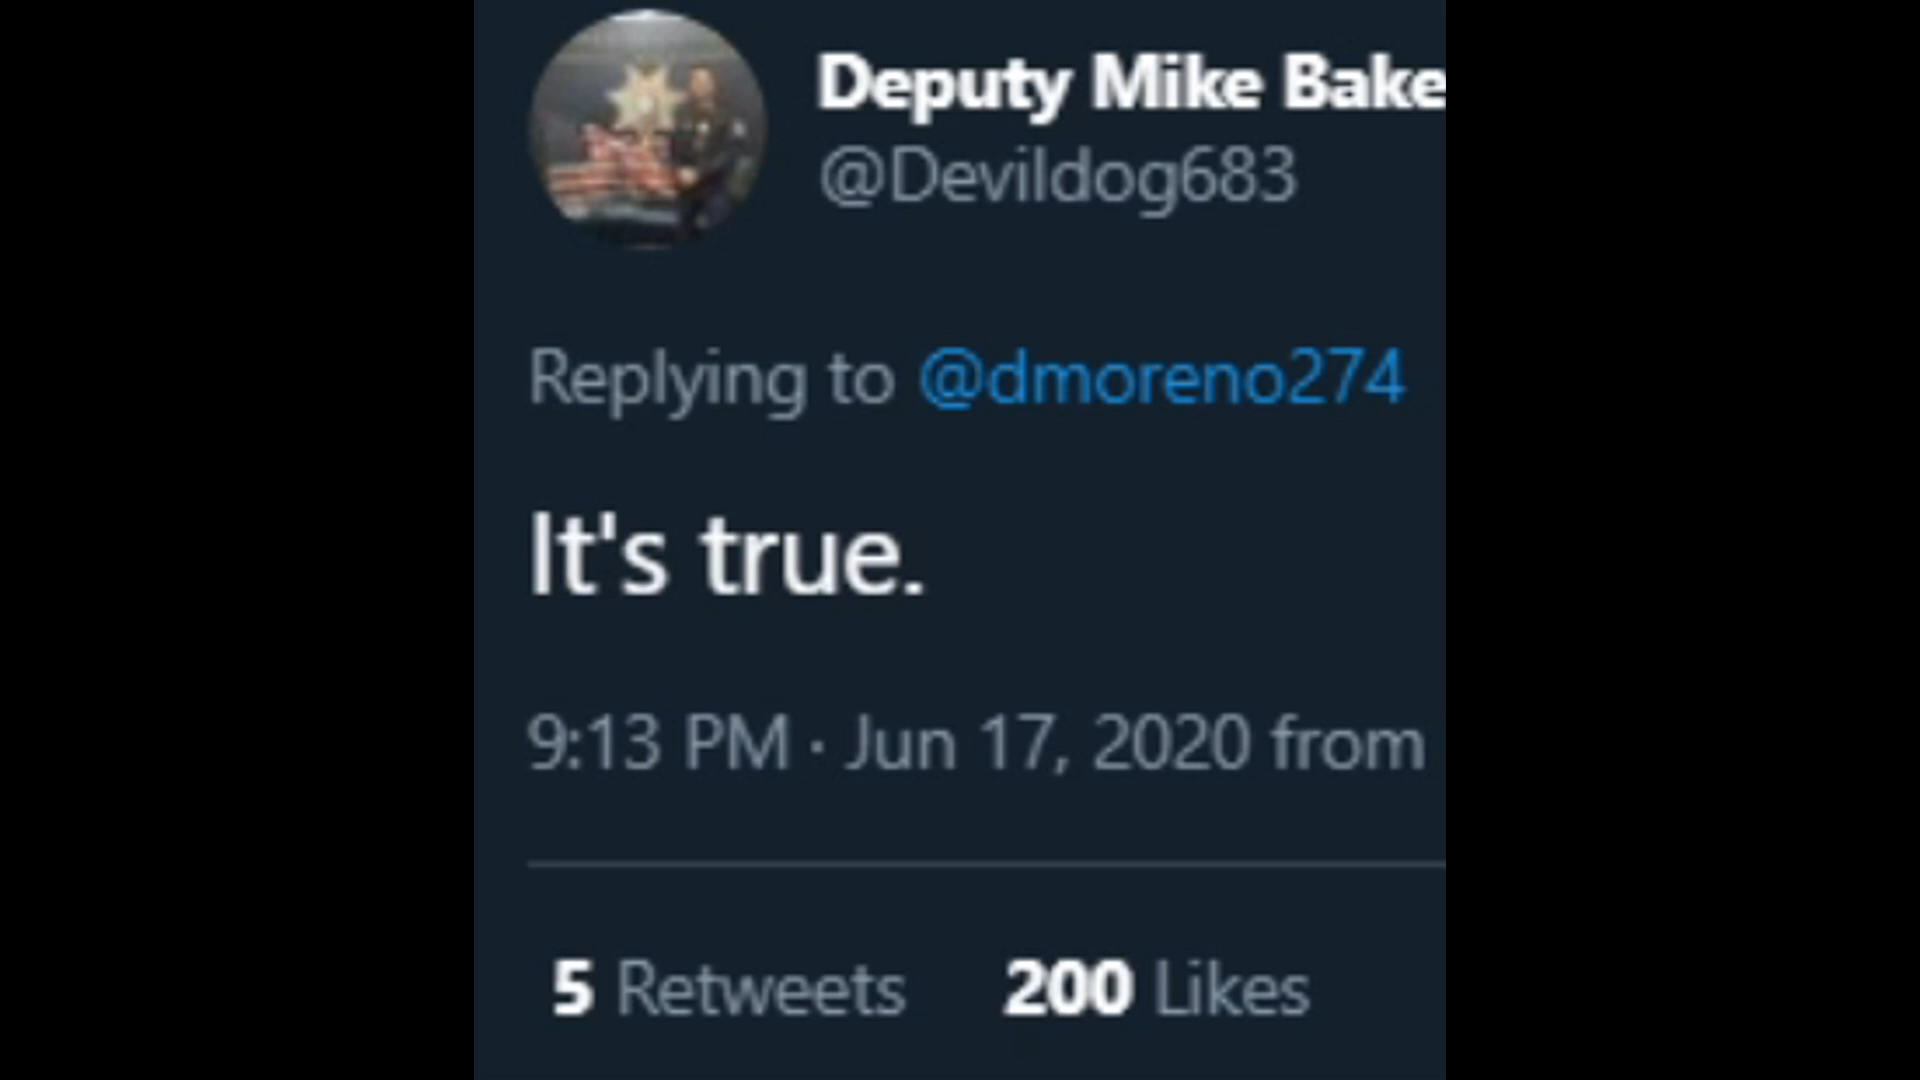 Deputy Mike Bake
@Devildog683
Replying to @dmoreno274
It's true.
9:13 PM · Jun 17, 2020 from
5 Retweets 200 Likes